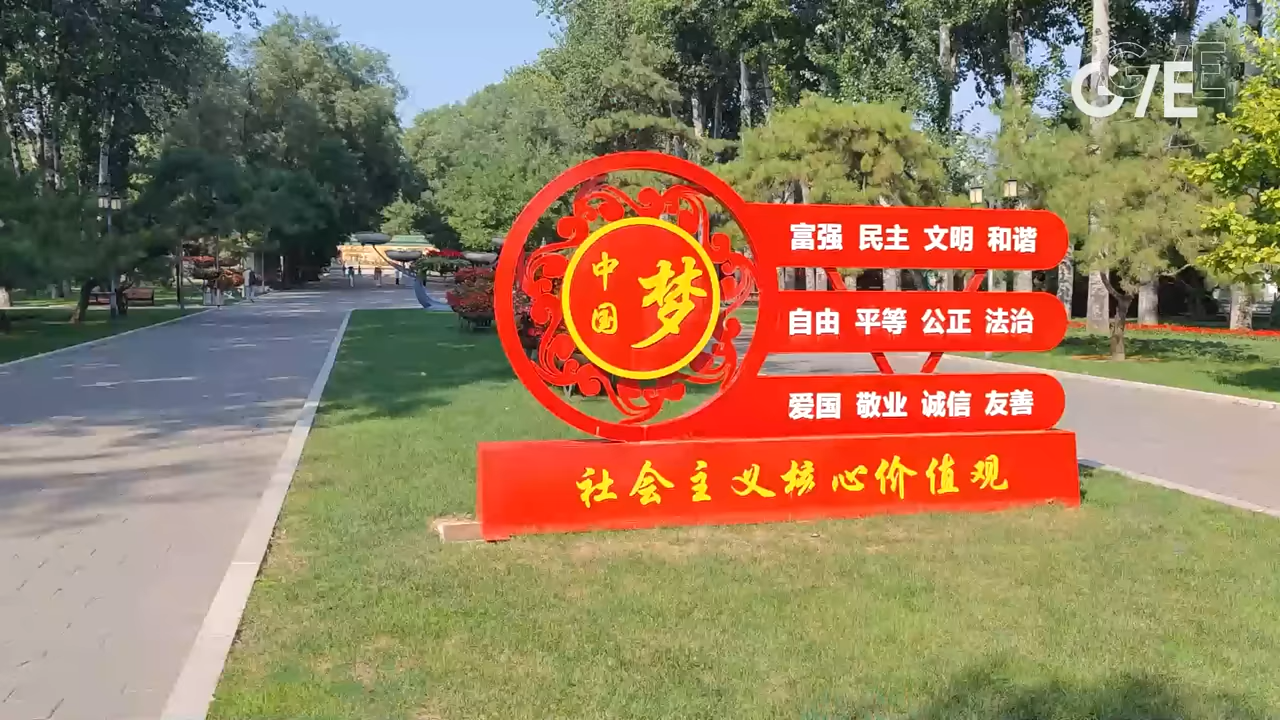 G/E
中国梦
富强 民主 文明 和谐
自由 平等 公正 法治
爱国 敬业 诚信 友善
社会主义核心价值观